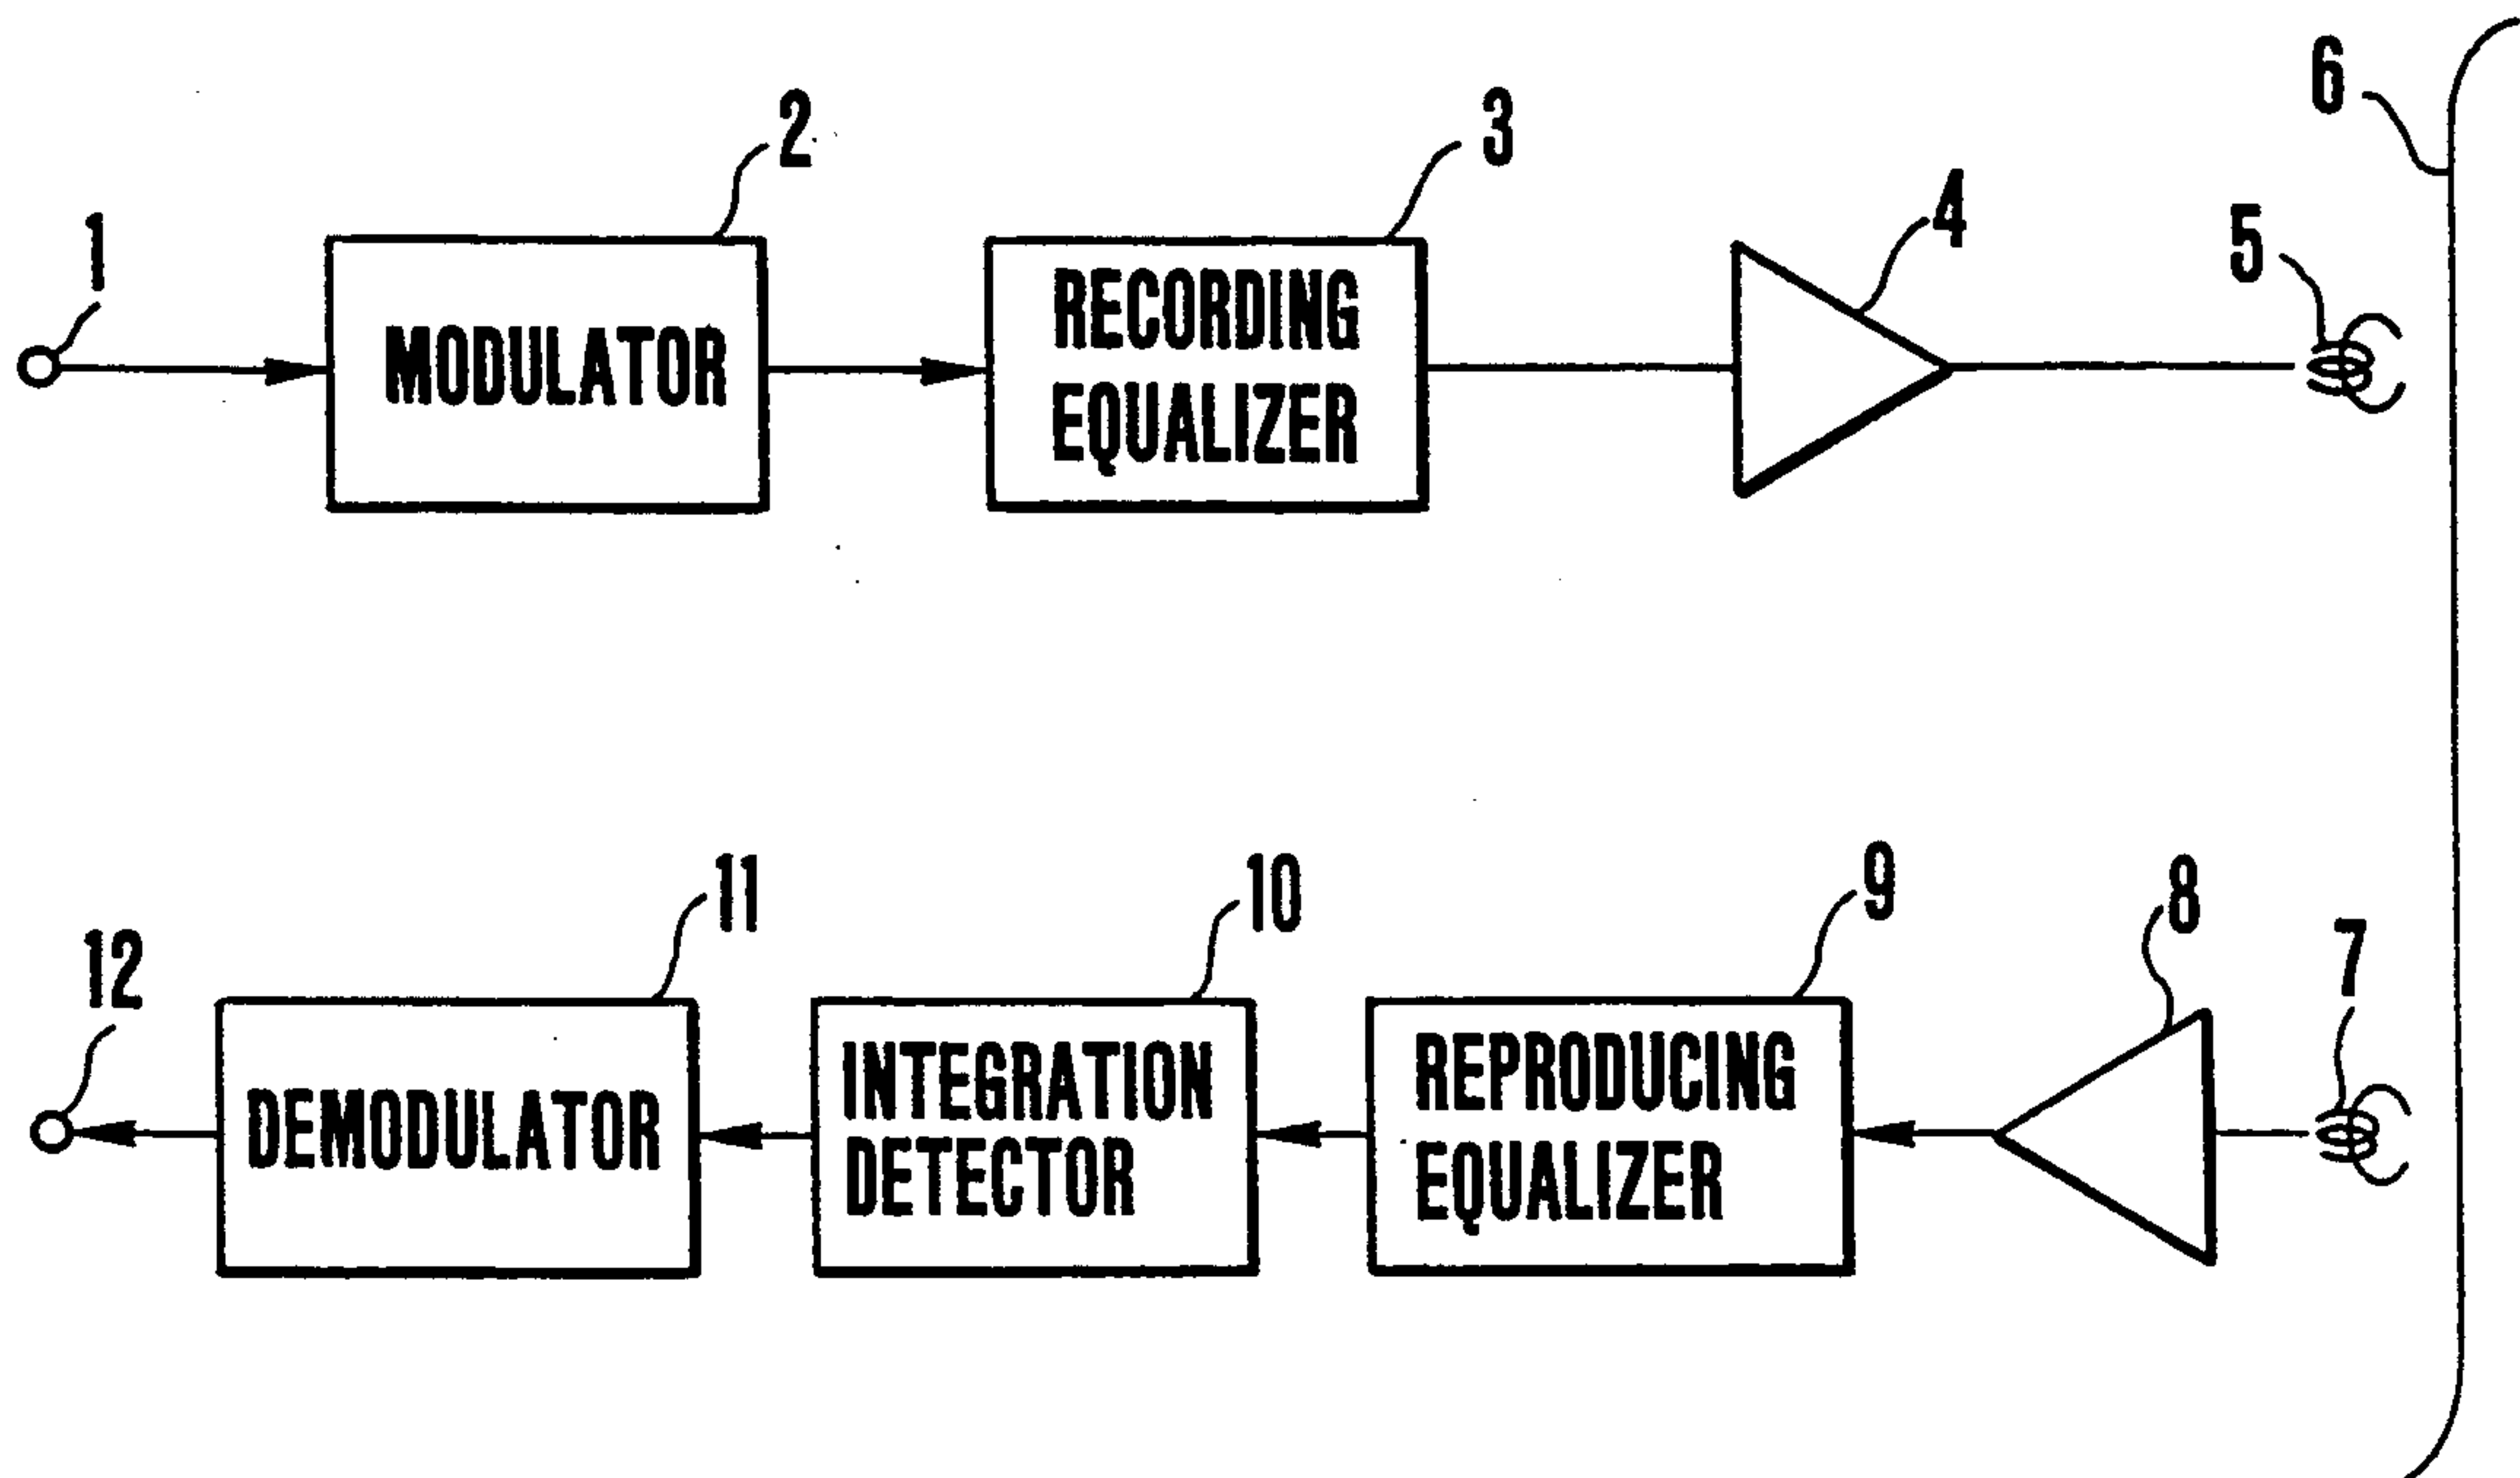 6
2
3
4
5
1
MODULATOR
RECORDING
EQUALIZER
11
10
9
8
7
12
DEMODULATOR
INTEGRATION
DETECTOR
REPRODUCING
EQUALIZER